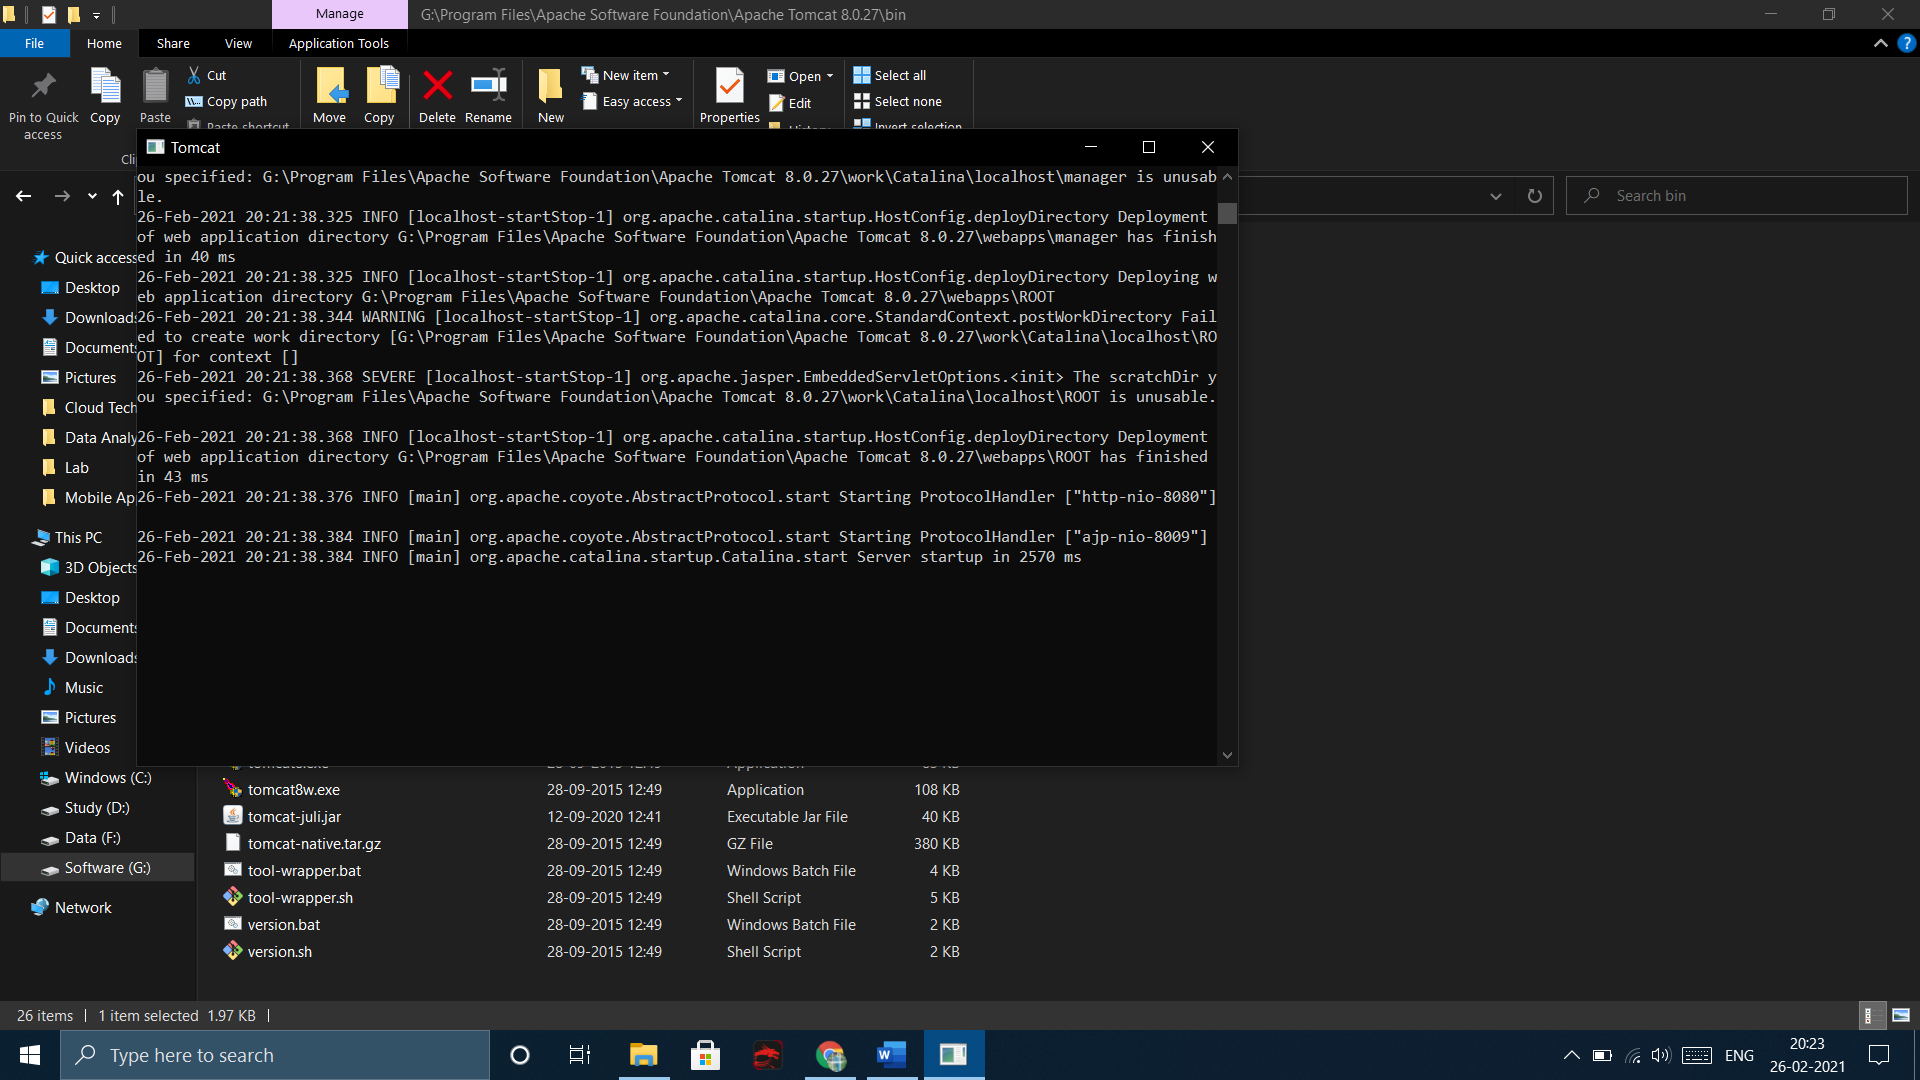 Manage
G:\Program Files\Apache Software Foundation\Apache Tomcat 8.0.27\bin
File
Home
Share
View
Application Tools
Pin to Quick
access
Copy
Paste
Cut
Copy path
Paste shortcut
Move
Copy
Delete
Rename
New
New item
Easy access
Properties
Open
Edit
History
Select all
Select none
Invert selection
Search bin
Tomcat
ou specified: G:\Program Files\Apache Software Foundation\Apache Tomcat 8.0.27\work\Catalina\localhost\manager is unusab
le.
26-Feb-2021 20:21:38.325 INFO [localhost-startStop-1] org.apache.catalina.startup.HostConfig.deployDirectory Deployment
of web application directory G:\Program Files\Apache Software Foundation\Apache Tomcat 8.0.27\webapps\manager has finish
ed in 40 ms
26-Feb-2021 20:21:38.325 INFO [localhost-startStop-1] org.apache.catalina.startup.HostConfig.deployDirectory Deploying w
eb application directory G:\Program Files\Apache Software Foundation\Apache Tomcat 8.0.27\webapps\ROOT
26-Feb-2021 20:21:38.344 WARNING [localhost-startStop-1] org.apache.catalina.core.StandardContext.postWorkDirectory Fail
ed to create work directory [G:\Program Files\Apache Software Foundation\Apache Tomcat 8.0.27\work\Catalina\localhost\RO
OT] for context []
26-Feb-2021 20:21:38.368 SEVERE [localhost-startStop-1] org.apache.jasper.EmbeddedServletOptions.<init> The scratchDir y
ou specified: G:\Program Files\Apache Software Foundation\Apache Tomcat 8.0.27\work\Catalina\localhost\ROOT is unusable.
26-Feb-2021 20:21:38.368 INFO [localhost-startStop-1] org.apache.catalina.startup.HostConfig.deployDirectory Deployment
of web application directory G:\Program Files\Apache Software Foundation\Apache Tomcat 8.0.27\webapps\ROOT has finished
in 43 ms
26-Feb-2021 20:21:38.376 INFO [main] org.apache.coyote.AbstractProtocol.start Starting ProtocolHandler ["http-nio-8080"]
26-Feb-2021 20:21:38.384 INFO [main] org.apache.coyote.AbstractProtocol.start Starting ProtocolHandler ["ajp-nio-8009"]
26-Feb-2021 20:21:38.384 INFO [main] org.apache.catalina.startup.Catalina.start Server startup in 2570 ms
Quick access
Desktop
Downloads
Documents
Pictures
Cloud Tech
Data Analy
Lab
Mobile Ap
This PC
3D Objects
Desktop
Documents
Downloads
Music
Pictures
Videos
Windows (C:)
Study (D:)
Data (F:)
Software (G:)
Network
tomcat8w.exe 28-09-2015 12:49 Application 108 KB
tomcat-juli.jar 12-09-2020 12:41 Executable Jar File 40 KB
tomcat-native.tar.gz 28-09-2015 12:49 GZ File 380 KB
tool-wrapper.bat 28-09-2015 12:49 Windows Batch File 4 KB
tool-wrapper.sh 28-09-2015 12:49 Shell Script 5 KB
version.bat 28-09-2015 12:49 Windows Batch File 2 KB
version.sh 28-09-2015 12:49 Shell Script 2 KB
26 items 1 item selected 1.97 KB
Type here to search
ENG
20:23
26-02-2021